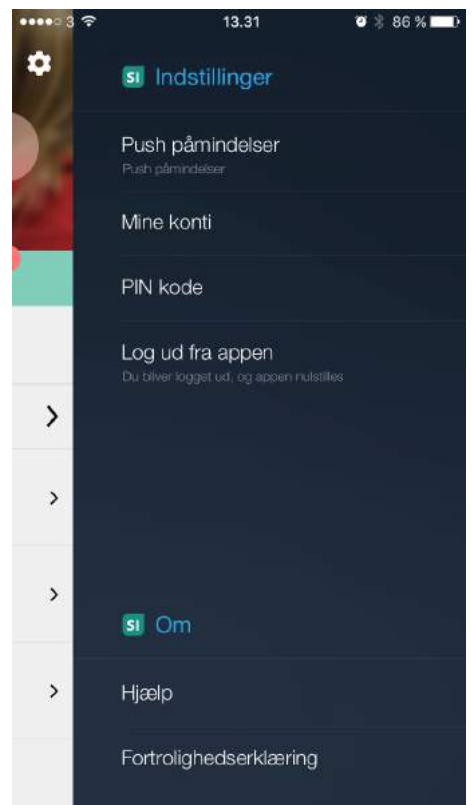 3 13.31 86 %
SI Indstillinger
Push påmindelser
Push påmindelser
Mine konti
PIN kode
Log ud fra appen
Du bliver logget ud, og appen nulstilles
SI Om
Hjælp
Fortrolighedserklæring